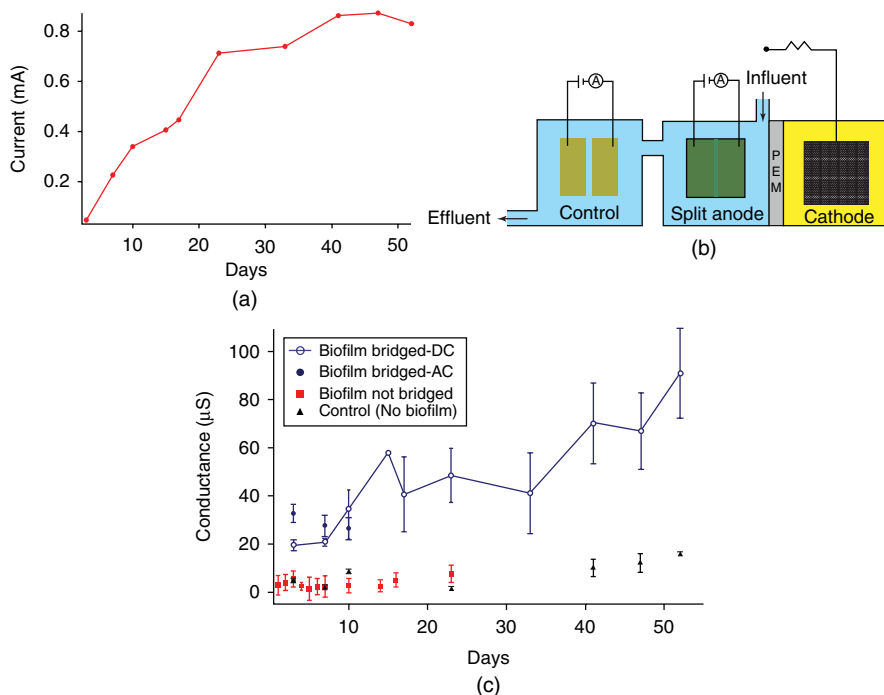 0.8
0.6
0.4
0.2
Current (mA)
10 20 30 40 50
Days
(a)
A
A
Influent
PEM
Effluent
Control
Split anode
Cathode
(b)
100
80
60
40
20
0
Conductance (µS)
Biofilm bridged-DC
Biofilm bridged-AC
Biofilm not bridged
Control (No biofilm)
10 20 30 40 50
Days
(c)